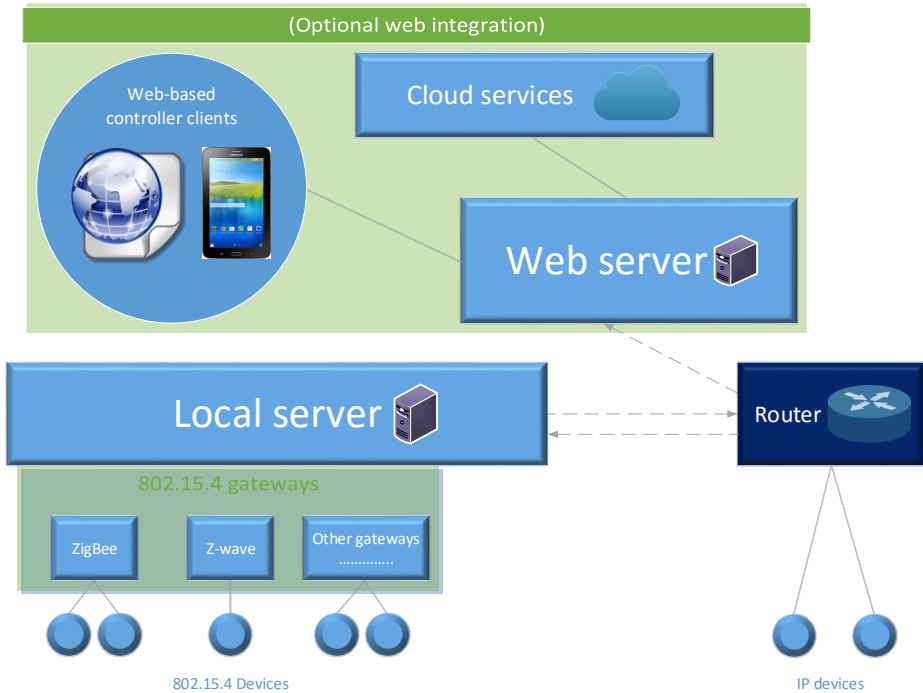 (Optional web integration)
Web-based
controller clients
Cloud services
Web server
Local server
Router
802.15.4 gateways
ZigBee
Z-wave
Other gateways
..............
802.15.4 Devices
IP devices